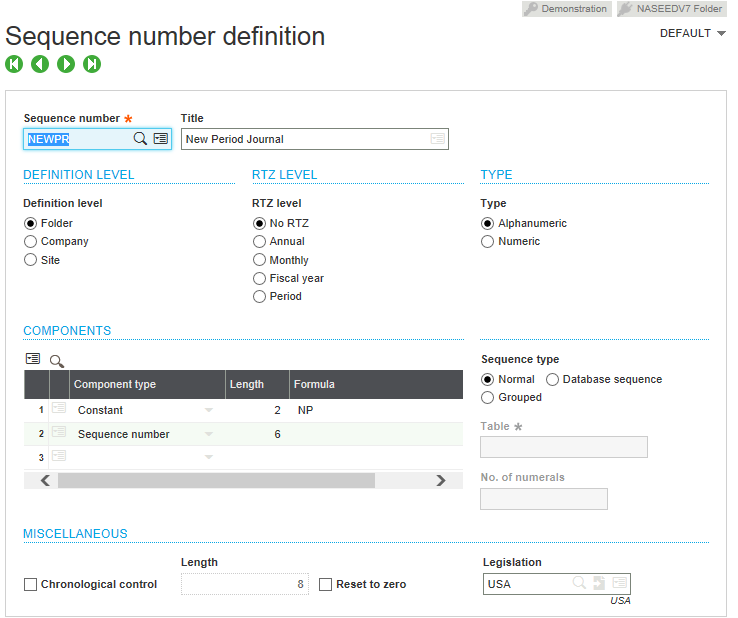 Demonstration NASEEDV7 Folder
Sequence number definition
DEFAULT
Sequence number * Title
NEWPR New Period Journal
DEFINITION LEVEL RTZ LEVEL TYPE
Definition level RTZ level Type
Folder No RTZ Alphanumeric
Company Annual Numeric
Site Monthly
Fiscal year
Period
COMPONENTS
Sequence type
Component type Length Formula
Normal Database sequence
Grouped
1 Constant 2 NP
2 Sequence number 6
3
Table *
No. of numerals
MISCELLANEOUS
Length Legislation
Chronological control 8 Reset to zero USA
USA